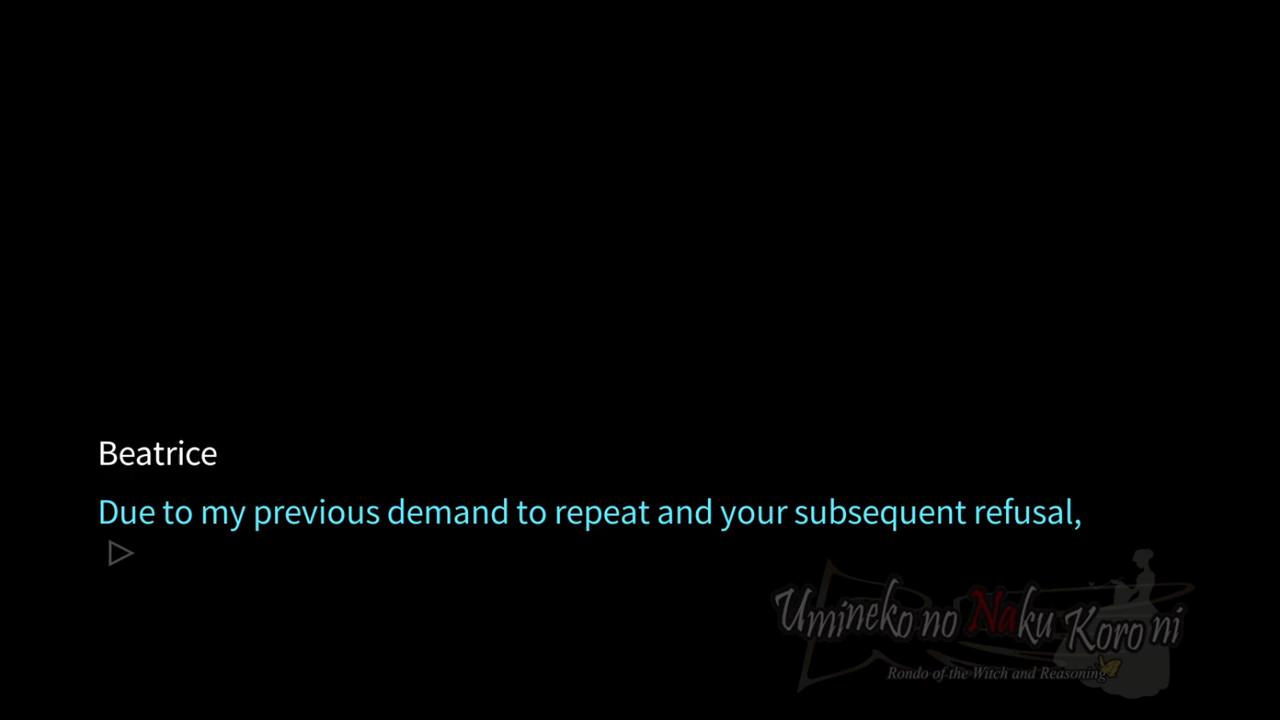 Beatrice
Due to my previous demand to repeat and your subsequent refusal,
Umineko no Naku Koro ni
Rondo of the Witch and Reasoning